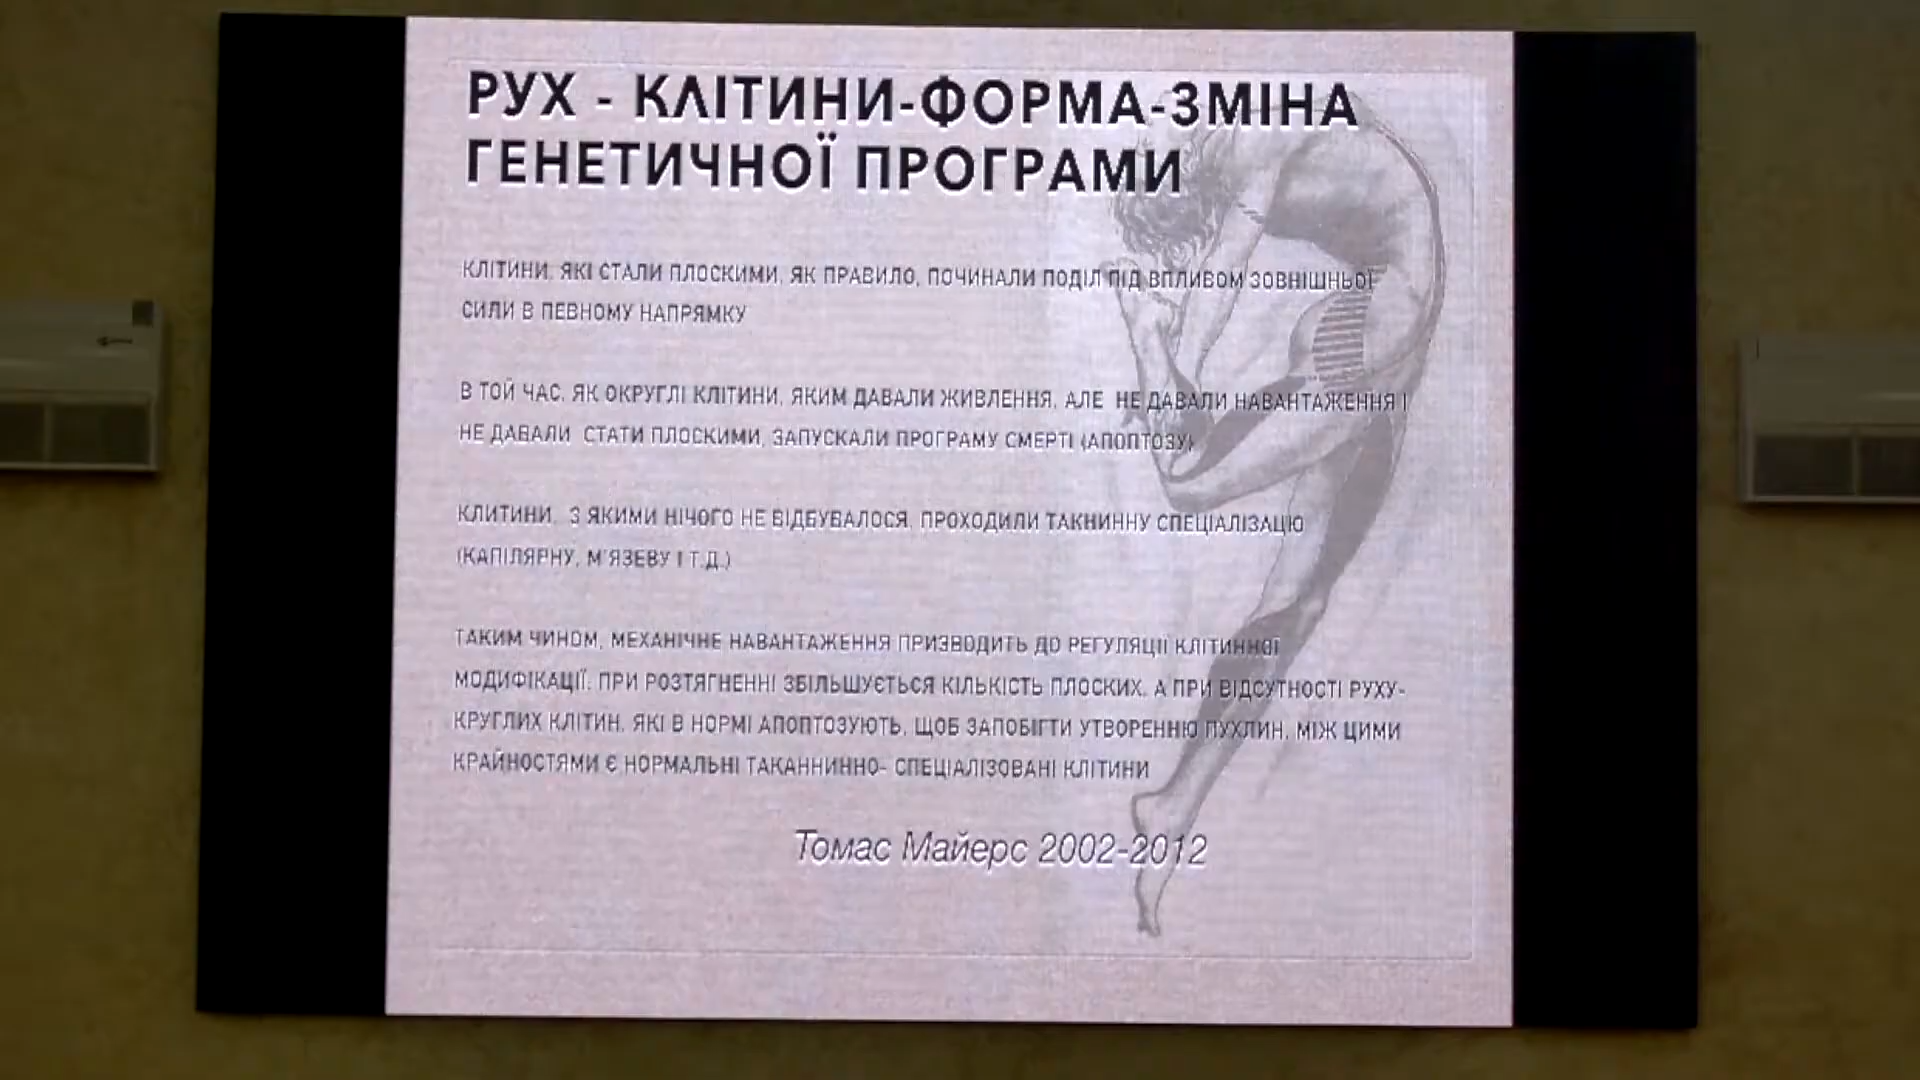 РУХ - КЛІТИНИ-ФОРМА-ЗМІНА
ГЕНЕТИЧНОЇ ПРОГРАМИ
КЛІТИНИ, ЯКІ СТАЛИ ПЛОСКИМИ, ЯК ПРАВИЛО, ПОЧИНАЛИ ПОДІЛ ПІД ВПЛИВОМ ЗОВНІШНЬОЇ
СИЛИ В ПЕВНОМУ НАПРЯМКУ
В ТОЙ ЧАС, ЯК ОКРУГЛІ КЛІТИНИ, ЯКИМ ДАВАЛИ ЖИВЛЕННЯ, АЛЕ НЕ ДАВАЛИ НАВАНТАЖЕННЯ І
НЕ ДАВАЛИ СТАТИ ПЛОСКИМИ, ЗАПУСКАЛИ ПРОГРАМУ СМЕРТІ (АПОПТОЗУ)
КЛИТИНИ, З ЯКИМИ НІЧОГО НЕ ВІДБУВАЛОСЯ, ПРОХОДИЛИ ТАКНИННУ СПЕЦІАЛІЗАЦІЮ
(КАПІЛЯРНУ, М'ЯЗЕВУ І Т.Д.)
ТАКИМ ЧИНОМ, МЕХАНІЧНЕ НАВАНТАЖЕННЯ ПРИЗВОДИТЬ ДО РЕГУЛЯЦІЇ КЛІТИННОЇ
МОДИФІКАЦІЇ. ПРИ РОЗТЯГНЕННІ ЗБІЛЬШУЄТЬСЯ КІЛЬКІСТЬ ПЛОСКИХ, А ПРИ ВІДСУТНОСТІ РУХУ-
КРУГЛИХ КЛІТИН, ЯКІ В НОРМІ АПОПТОЗУЮТЬ, ЩОБ ЗАПОБІГТИ УТВОРЕННЮ ПУХЛИН. МІЖ ЦИМИ
КРАЙНОСТЯМИ Є НОРМАЛЬНІ ТАКАННИННО- СПЕЦІАЛІЗОВАНІ КЛІТИНИ
Томас Майерс 2002-2012